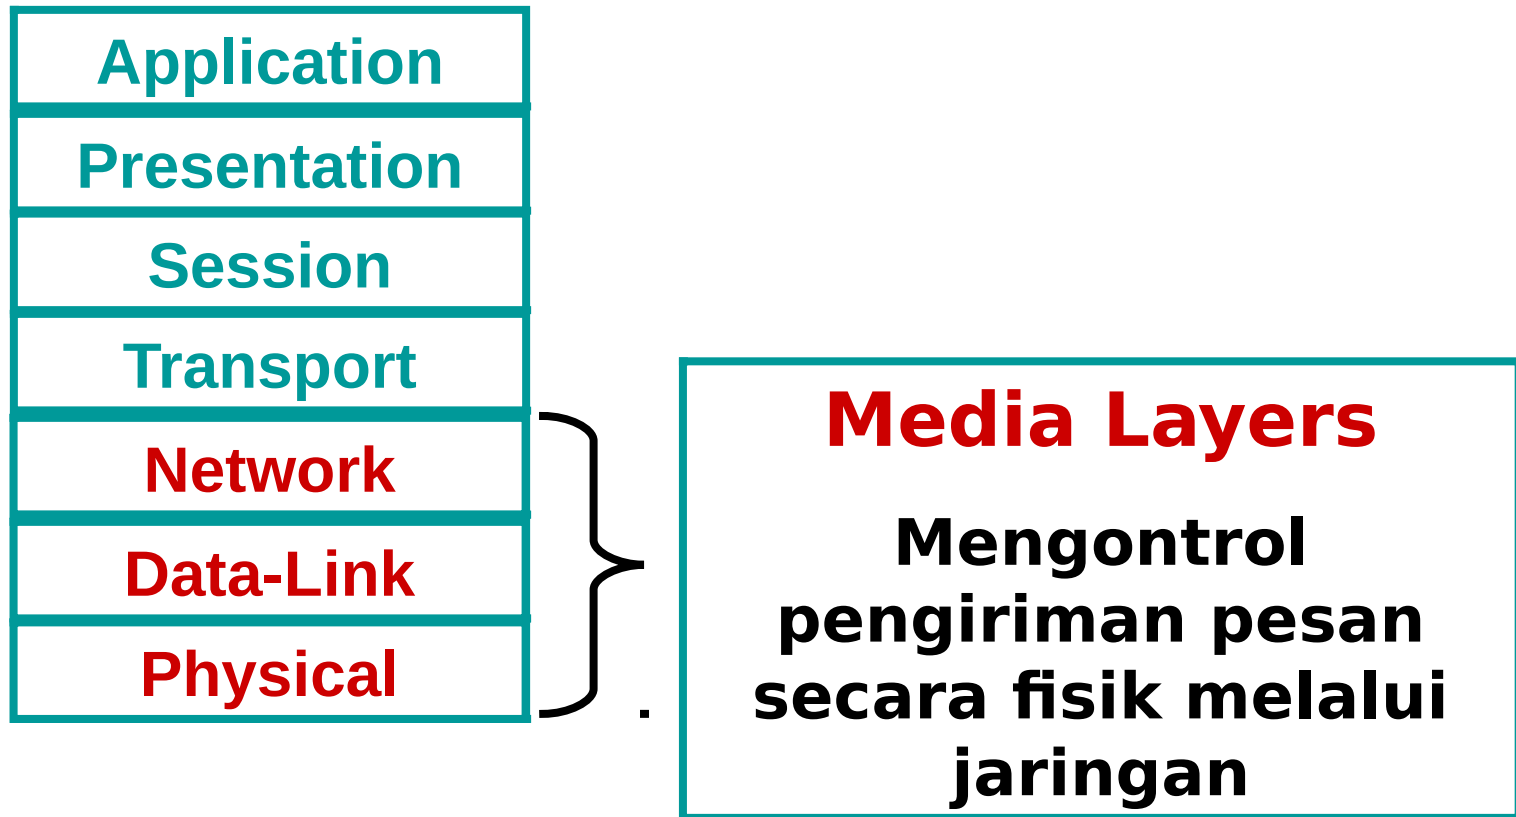 Application
Presentation
Session
Transport
Network
Data-Link
Physical
Media Layers
Mengontrol
pengiriman pesan
secara fisik melalui
jaringan
.